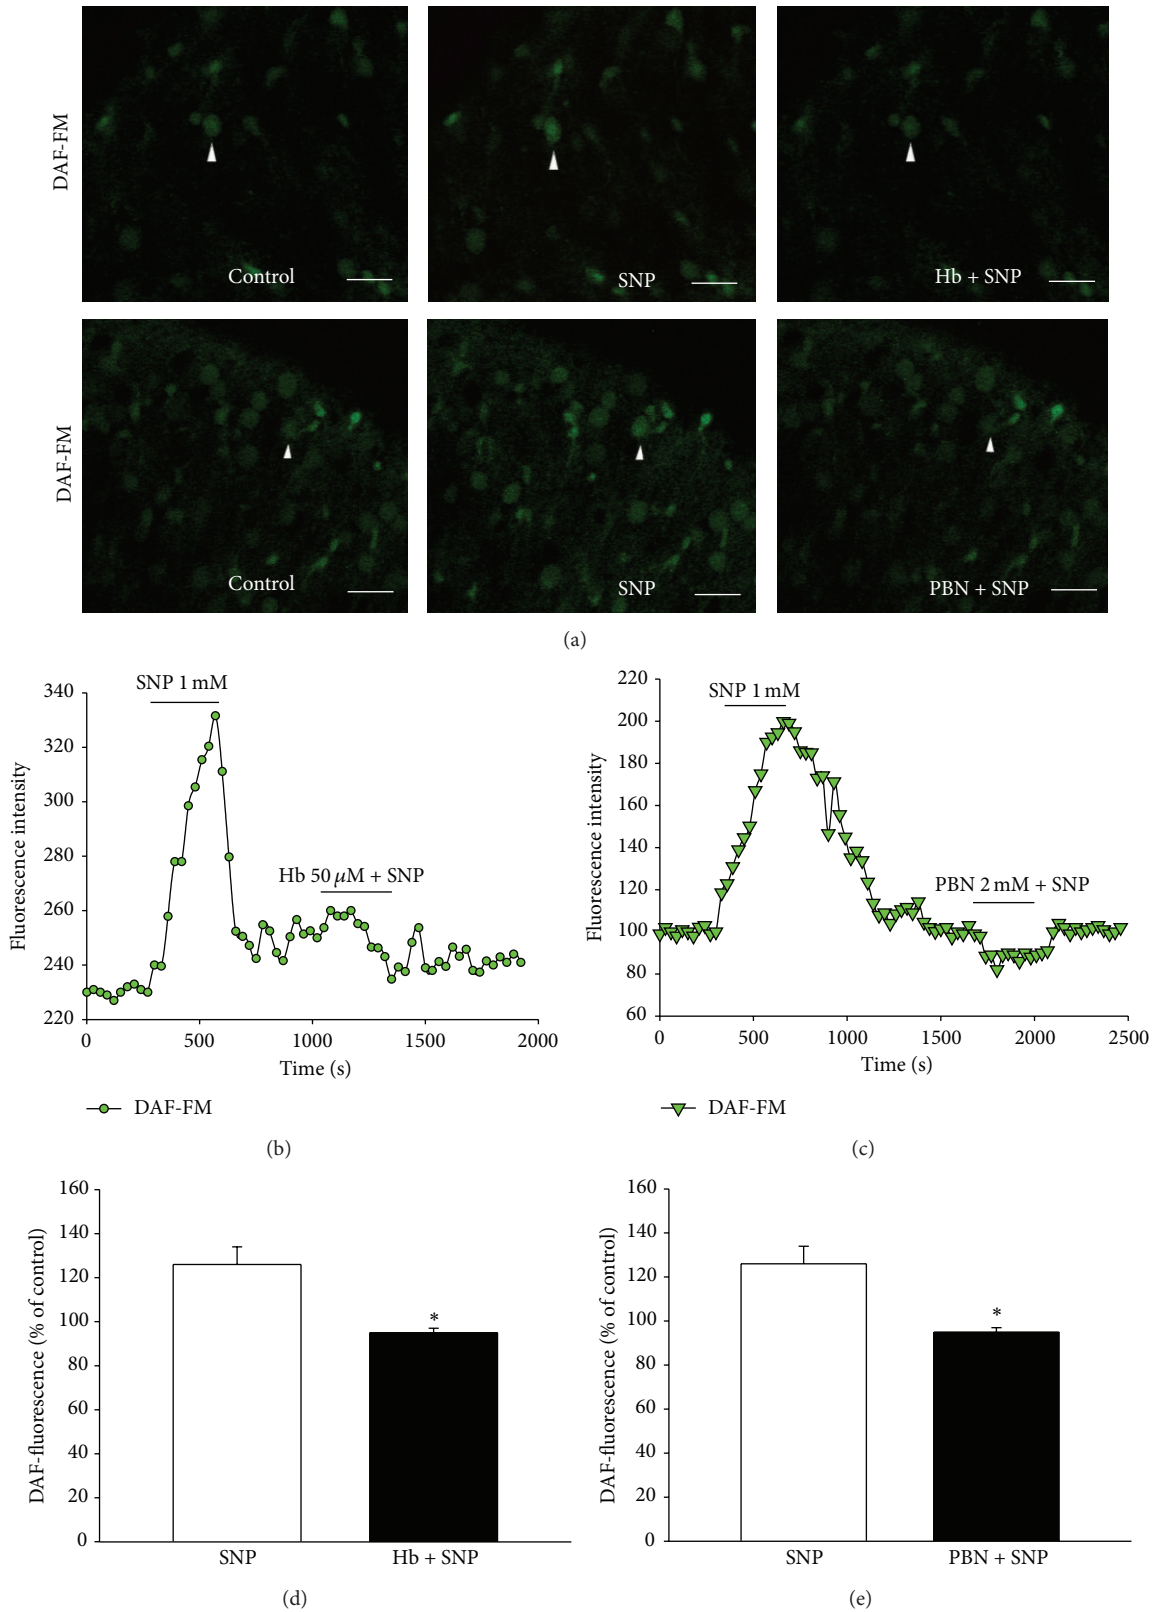 DAF-FM
Control
SNP
Hb + SNP
DAF-FM
Control
SNP
PBN + SNP
(a)
SNP 1 mM
Hb 50 μM + SNP
Fluorescence intensity
340
320
300
280
260
240
220
0 500 1000 1500 2000
Time (s)
DAF-FM
(b)
SNP 1 mM
PBN 2 mM + SNP
Fluorescence intensity
220
200
180
160
140
120
100
80
60
0 500 1000 1500 2000 2500
Time (s)
DAF-FM
(c)
DAF-fluorescence (% of control)
160
140
120
100
80
60
40
20
0
*
SNP Hb + SNP
(d)
DAF-fluorescence (% of control)
160
140
120
100
80
60
40
20
0
*
SNP PBN + SNP
(e)